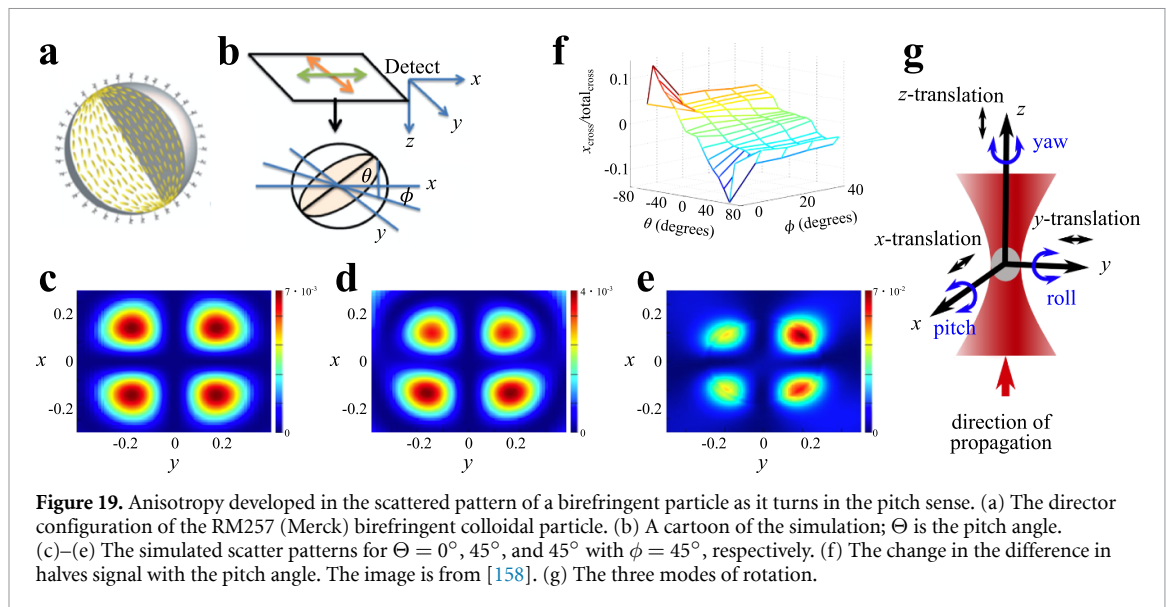 a
b
Detect
x
y
z
θ
x
ϕ
y
f
x_cross/total_cross
0.1
0
-0.1
-80
-40
0
40
80
θ (degrees)
0
20
40
ϕ (degrees)
g
z-translation
z
yaw
y-translation
x-translation
y
roll
x
pitch
direction of
propagation
c
7 · 10⁻³
0
x
0.2
0
-0.2
-0.2 0 0.2
y
d
4 · 10⁻³
0
x
0.2
0
-0.2
-0.2 0 0.2
y
e
7 · 10⁻²
0
x
0.2
0
-0.2
-0.2 0 0.2
y
Figure 19. Anisotropy developed in the scattered pattern of a birefringent particle as it turns in the pitch sense. (a) The director
configuration of the RM257 (Merck) birefringent colloidal particle. (b) A cartoon of the simulation; Θ is the pitch angle.
(c)–(e) The simulated scatter patterns for Θ = 0°, 45°, and 45° with ϕ = 45°, respectively. (f) The change in the difference in
halves signal with the pitch angle. The image is from [158]. (g) The three modes of rotation.